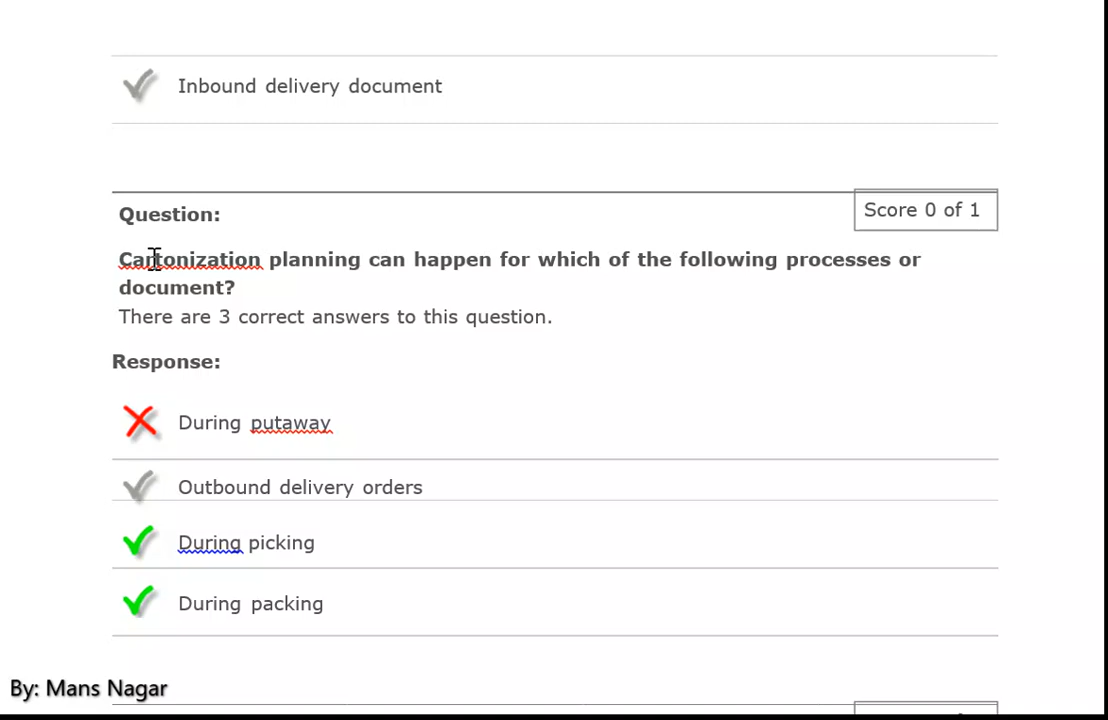 Inbound delivery document
Question:
Score 0 of 1
Cartonization planning can happen for which of the following processes or
document?
There are 3 correct answers to this question.
Response:
During putaway
Outbound delivery orders
During picking
During packing
By: Mans Nagar